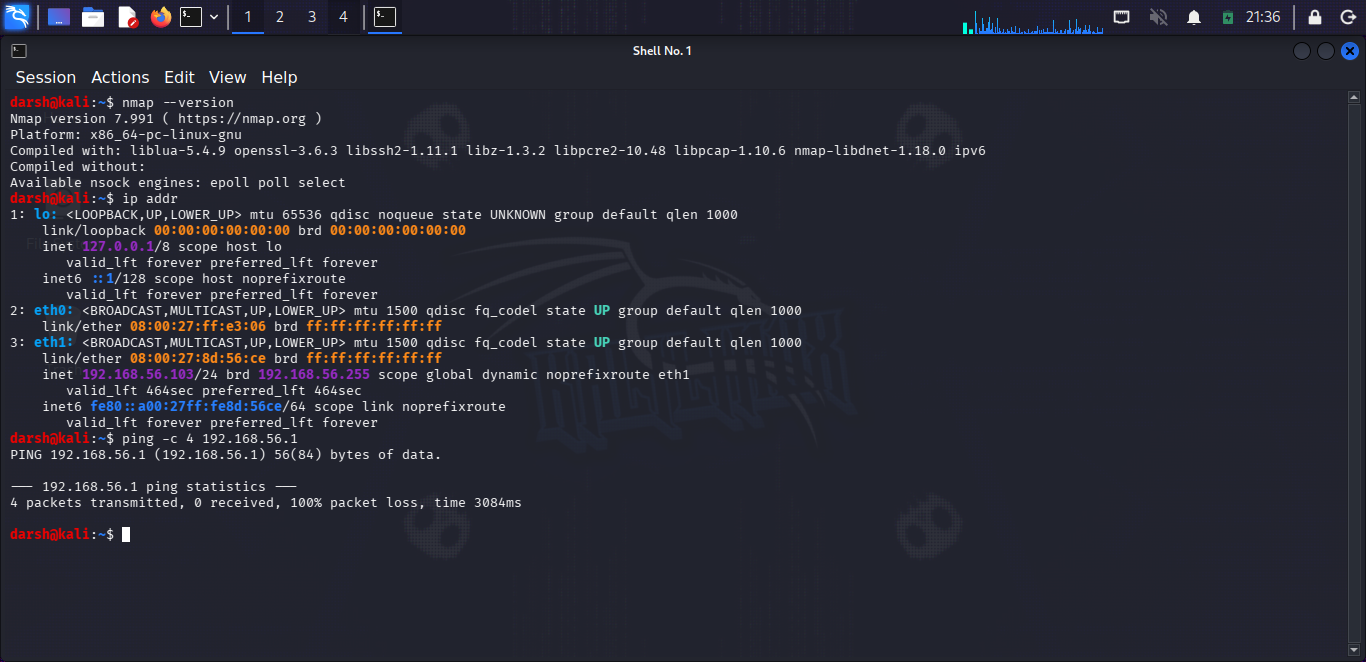 1 2 3 4 21:36
Shell No. 1
Session Actions Edit View Help
darsh@kali:~$ nmap --version
Nmap version 7.991 ( https://nmap.org )
Platform: x86_64-pc-linux-gnu
Compiled with: liblua-5.4.9 openssl-3.6.3 libssh2-1.11.1 libz-1.3.2 libpcre2-10.48 libpcap-1.10.6 nmap-libdnet-1.18.0 ipv6
Compiled without:
Available nsock engines: epoll poll select
darsh@kali:~$ ip addr
1: lo: <LOOPBACK,UP,LOWER_UP> mtu 65536 qdisc noqueue state UNKNOWN group default qlen 1000
    link/loopback 00:00:00:00:00:00 brd 00:00:00:00:00:00
    inet 127.0.0.1/8 scope host lo
       valid_lft forever preferred_lft forever
    inet6 ::1/128 scope host noprefixroute
       valid_lft forever preferred_lft forever
2: eth0: <BROADCAST,MULTICAST,UP,LOWER_UP> mtu 1500 qdisc fq_codel state UP group default qlen 1000
    link/ether 08:00:27:ff:e3:06 brd ff:ff:ff:ff:ff:ff
3: eth1: <BROADCAST,MULTICAST,UP,LOWER_UP> mtu 1500 qdisc fq_codel state UP group default qlen 1000
    link/ether 08:00:27:8d:56:ce brd ff:ff:ff:ff:ff:ff
    inet 192.168.56.103/24 brd 192.168.56.255 scope global dynamic noprefixroute eth1
       valid_lft 464sec preferred_lft 464sec
    inet6 fe80::a00:27ff:fe8d:56ce/64 scope link noprefixroute
       valid_lft forever preferred_lft forever
darsh@kali:~$ ping -c 4 192.168.56.1
PING 192.168.56.1 (192.168.56.1) 56(84) bytes of data.
--- 192.168.56.1 ping statistics ---
4 packets transmitted, 0 received, 100% packet loss, time 3084ms
darsh@kali:~$